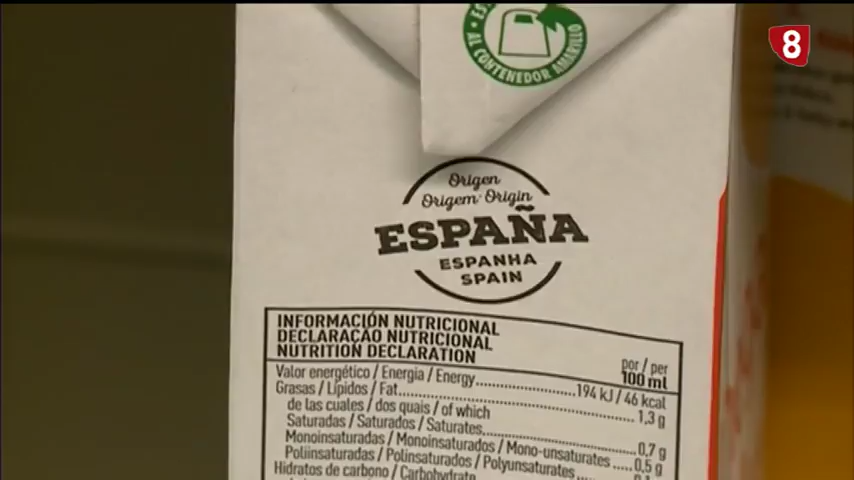 8
AL CONTENEDOR AMARILLO
Origen
Origem · Origin
ESPAÑA
ESPANHA
SPAIN
INFORMACIÓN NUTRICIONAL
DECLARAÇÃO NUTRICIONAL
NUTRITION DECLARATION
por / per
100 ml
Valor energético / Energia / Energy 194 kJ / 46 kcal
Grasas / Lípidos / Fat 1,3 g
de las cuales / dos quais / of which
Saturadas / Saturados / Saturates 0,7 g
Monoinsaturadas / Monoinsaturados / Mono-unsaturates 0,5 g
Poliinsaturadas / Polinsaturados / Polyunsaturates
Hidratos de carbono / Carbohydrate